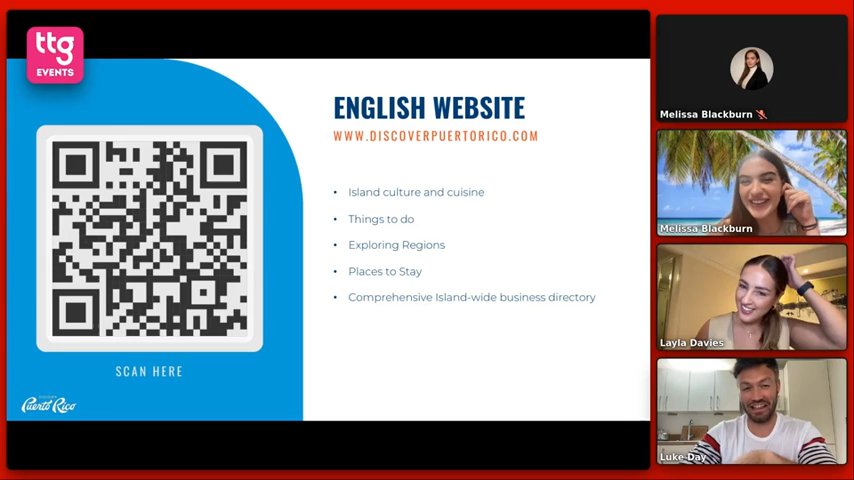 ttg
EVENTS
ENGLISH WEBSITE
WWW.DISCOVERPUERTORICO.COM
• Island culture and cuisine
• Things to do
• Exploring Regions
• Places to Stay
• Comprehensive Island-wide business directory
SCAN HERE
Puerto Rico
Melissa Blackburn
Melissa Blackburn
Layla Davies
Luke Day